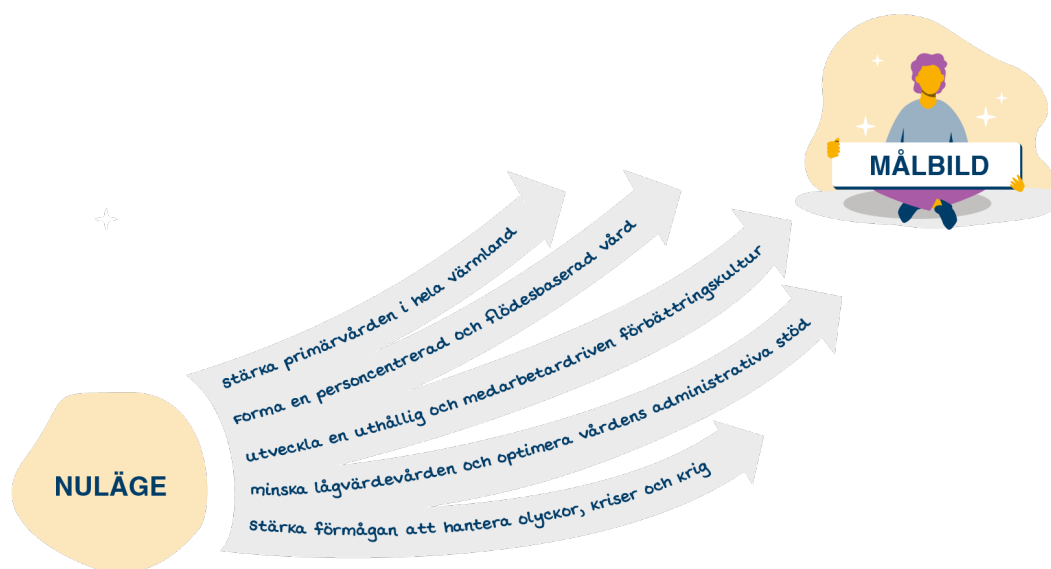 MÅLBILD
stärka primärvården i hela värmland
Forma en personcentrerad och flödesbaserad vård
utveckla en uthållig och medarbetardriven förbättringskultur
minska lågvärdevården och optimera vårdens administrativa stöd
stärka förmågan att hantera olyckor, kriser och krig
NULÄGE